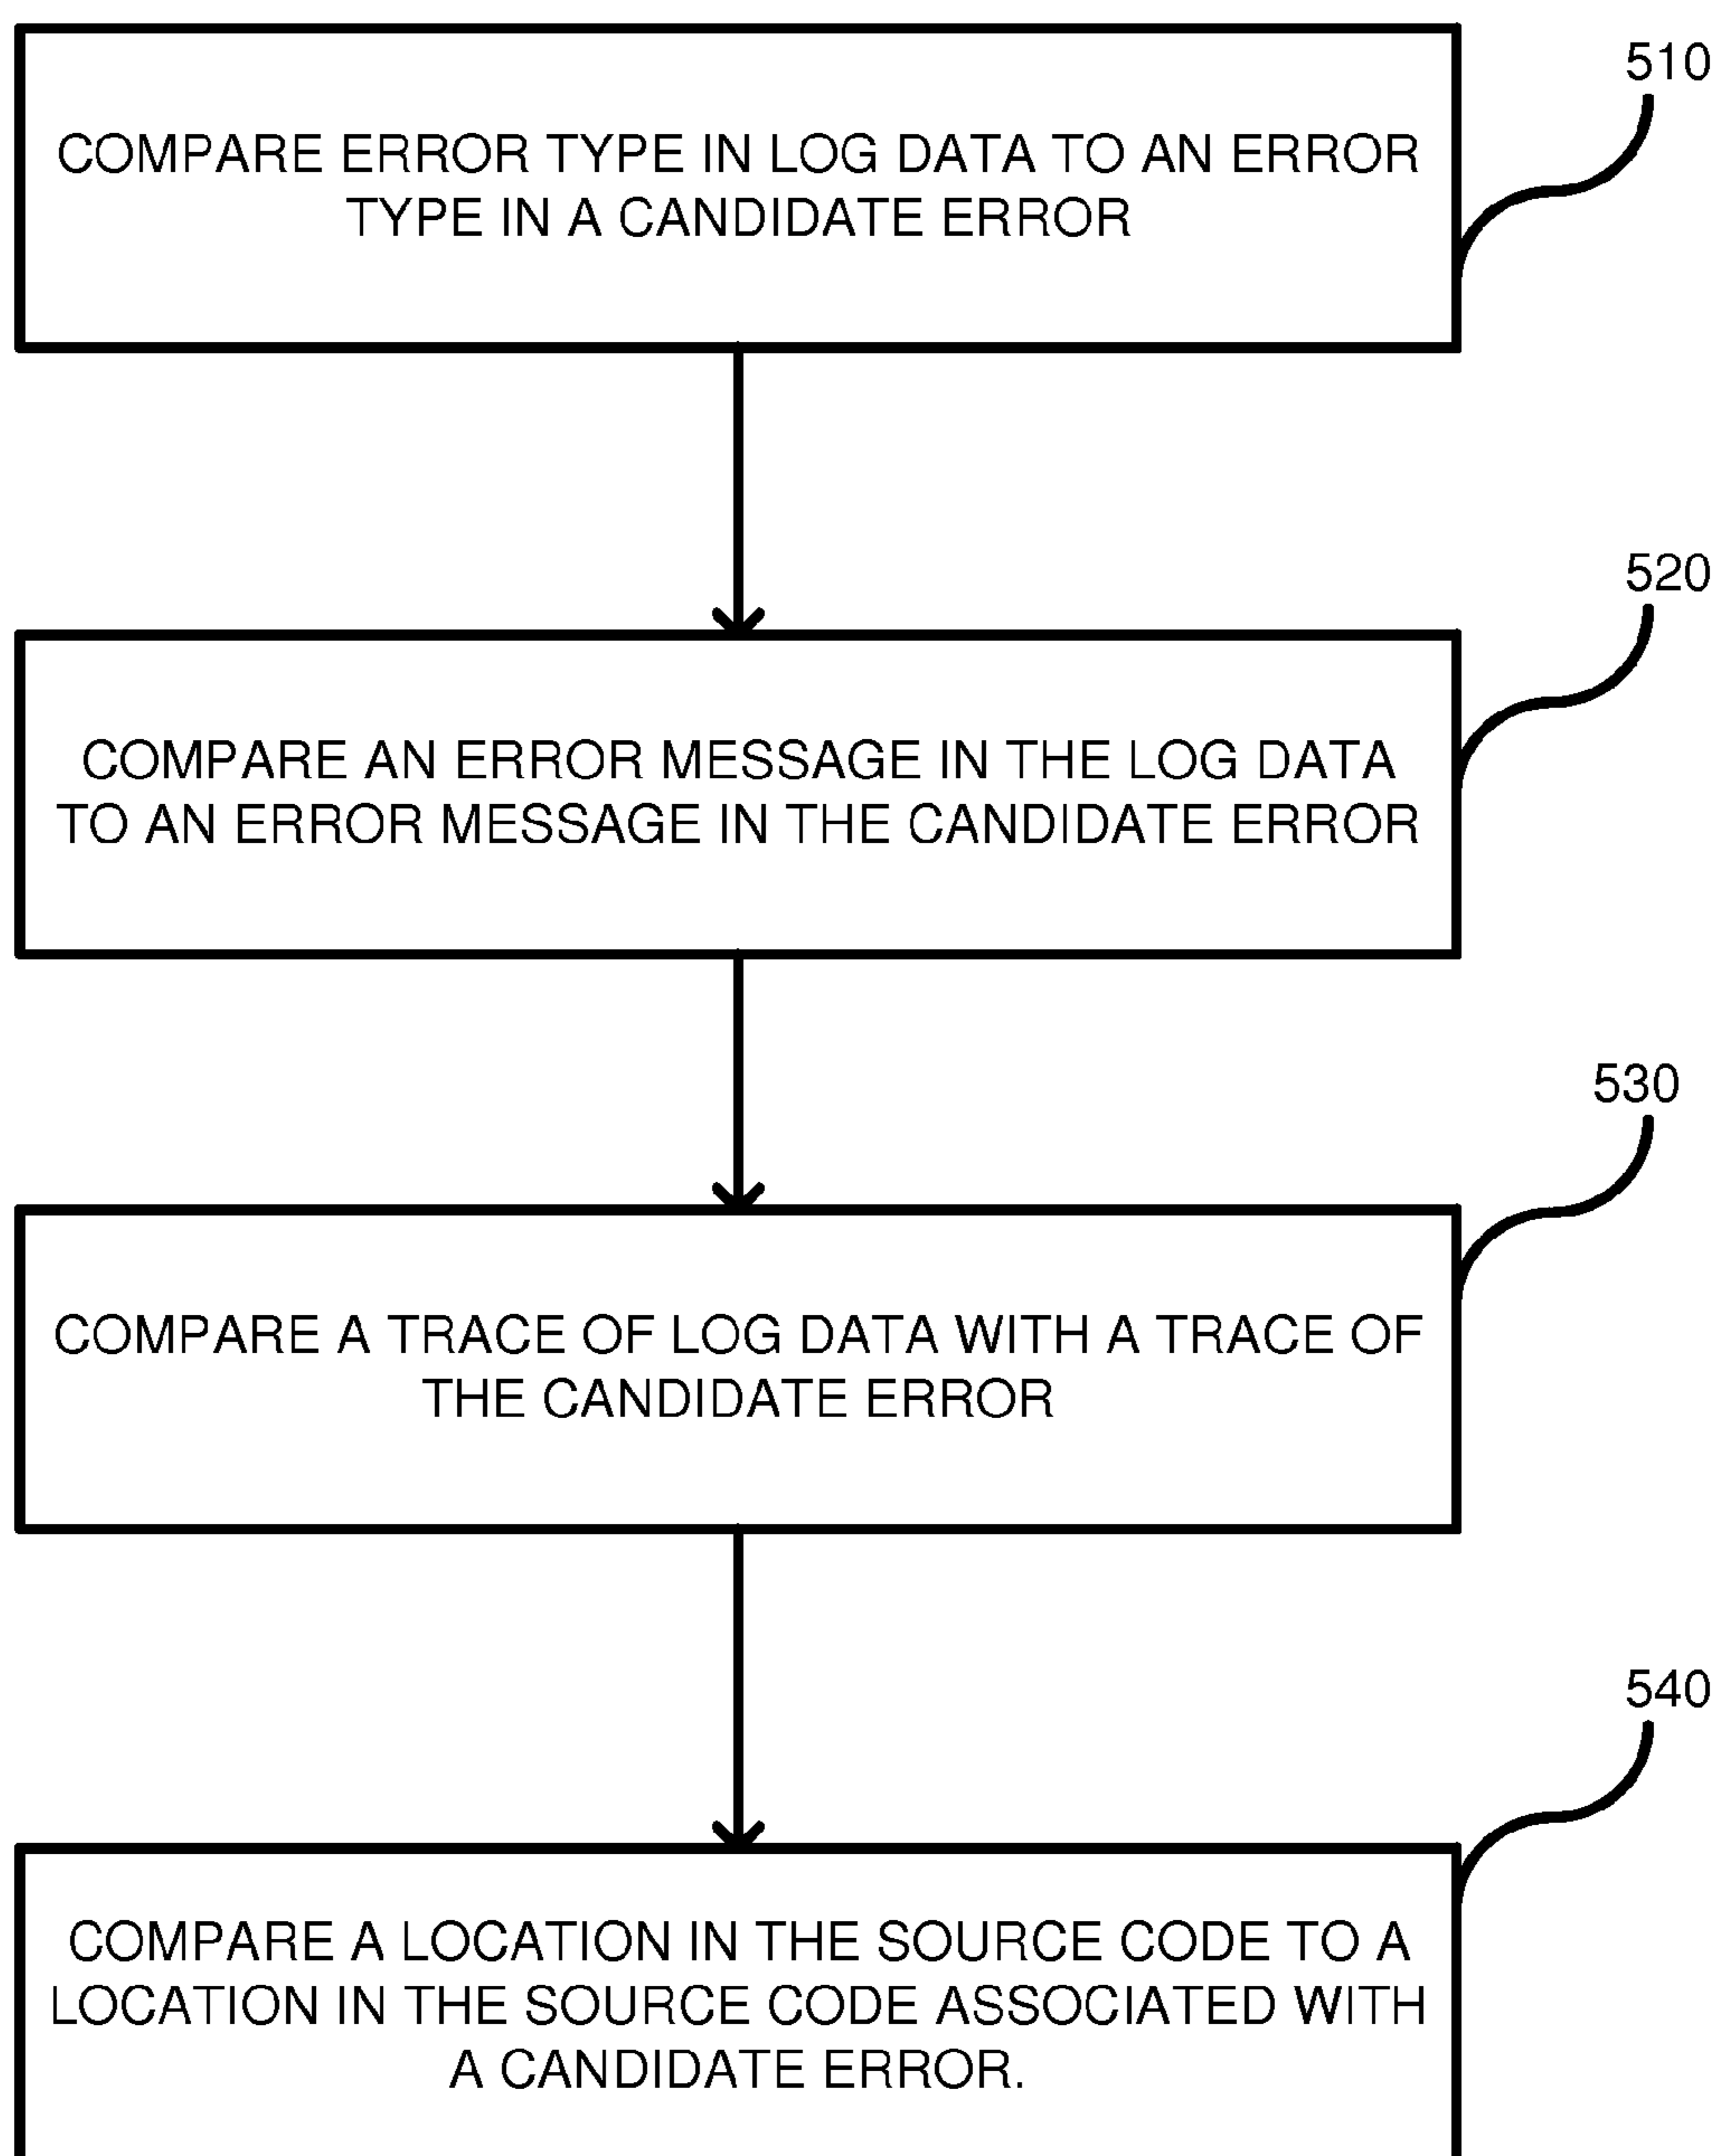 510
COMPARE ERROR TYPE IN LOG DATA TO AN ERROR
TYPE IN A CANDIDATE ERROR
520
COMPARE AN ERROR MESSAGE IN THE LOG DATA
TO AN ERROR MESSAGE IN THE CANDIDATE ERROR
530
COMPARE A TRACE OF LOG DATA WITH A TRACE OF
THE CANDIDATE ERROR
540
COMPARE A LOCATION IN THE SOURCE CODE TO A
LOCATION IN THE SOURCE CODE ASSOCIATED WITH
A CANDIDATE ERROR.